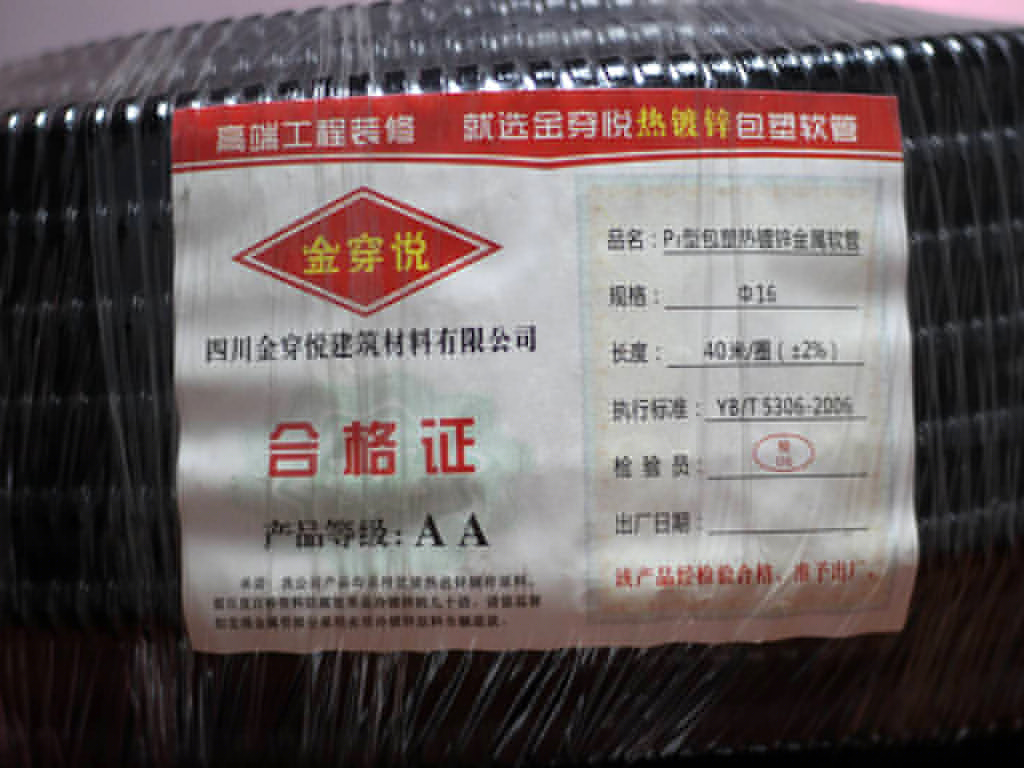 高端工程装修 就选金穿悦热镀锌包塑软管
金穿悦
四川金穿悦建筑材料有限公司
合格证
产品等级：A A
品名：P₁型包塑热镀锌金属软管
规格：Φ16
长度：40米/圈（±2%）
执行标准：YB/T 5306-2006
检验员：
出厂日期：
该产品经检验合格，准予出厂。